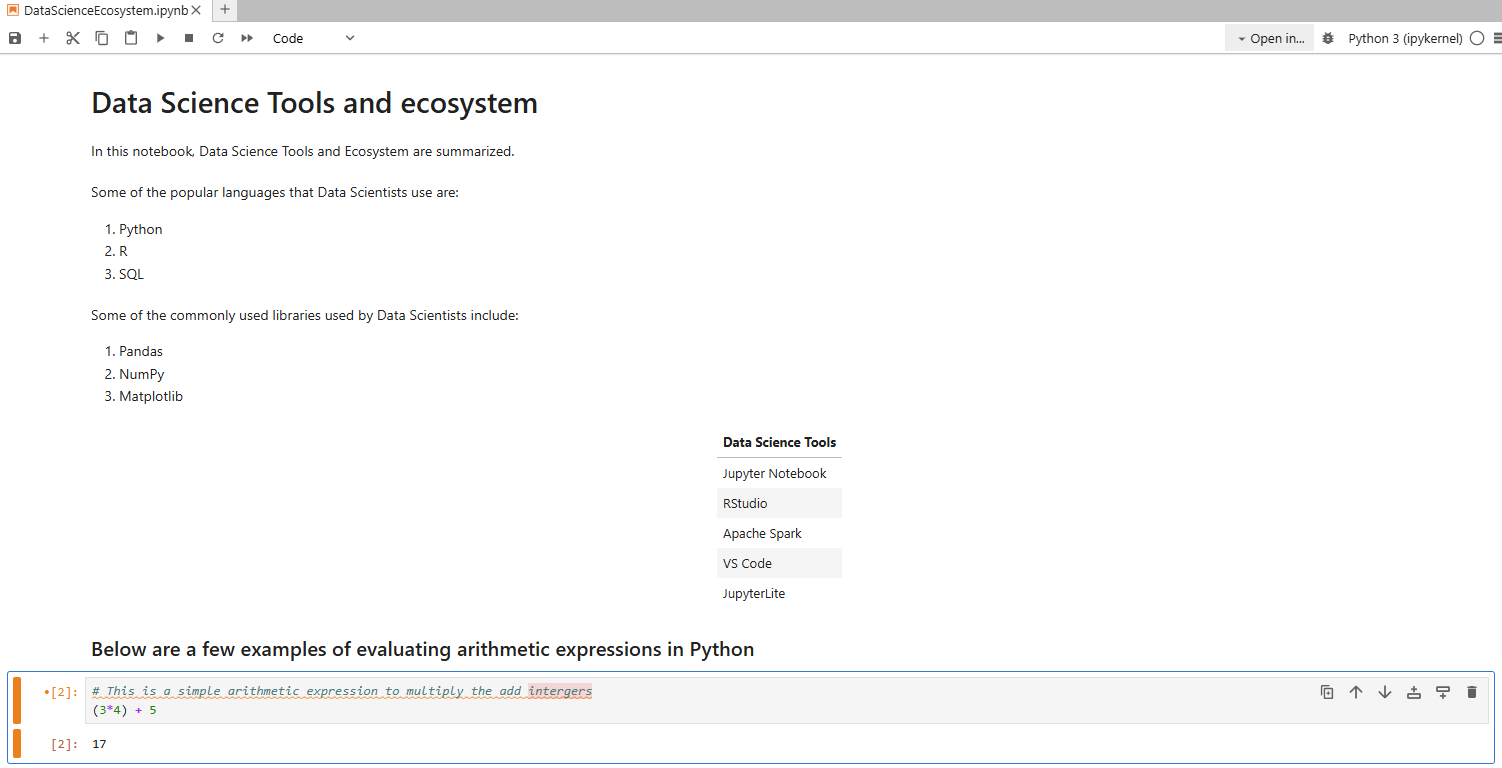 DataScienceEcosystem.ipynb
Code
Open in...
Python 3 (ipykernel)
Data Science Tools and ecosystem
In this notebook, Data Science Tools and Ecosystem are summarized.
Some of the popular languages that Data Scientists use are:
1. Python
2. R
3. SQL
Some of the commonly used libraries used by Data Scientists include:
1. Pandas
2. NumPy
3. Matplotlib
Data Science Tools
Jupyter Notebook
RStudio
Apache Spark
VS Code
JupyterLite
Below are a few examples of evaluating arithmetic expressions in Python
[2]: # This is a simple arithmetic expression to multiply the add intergers
(3*4) + 5
[2]: 17